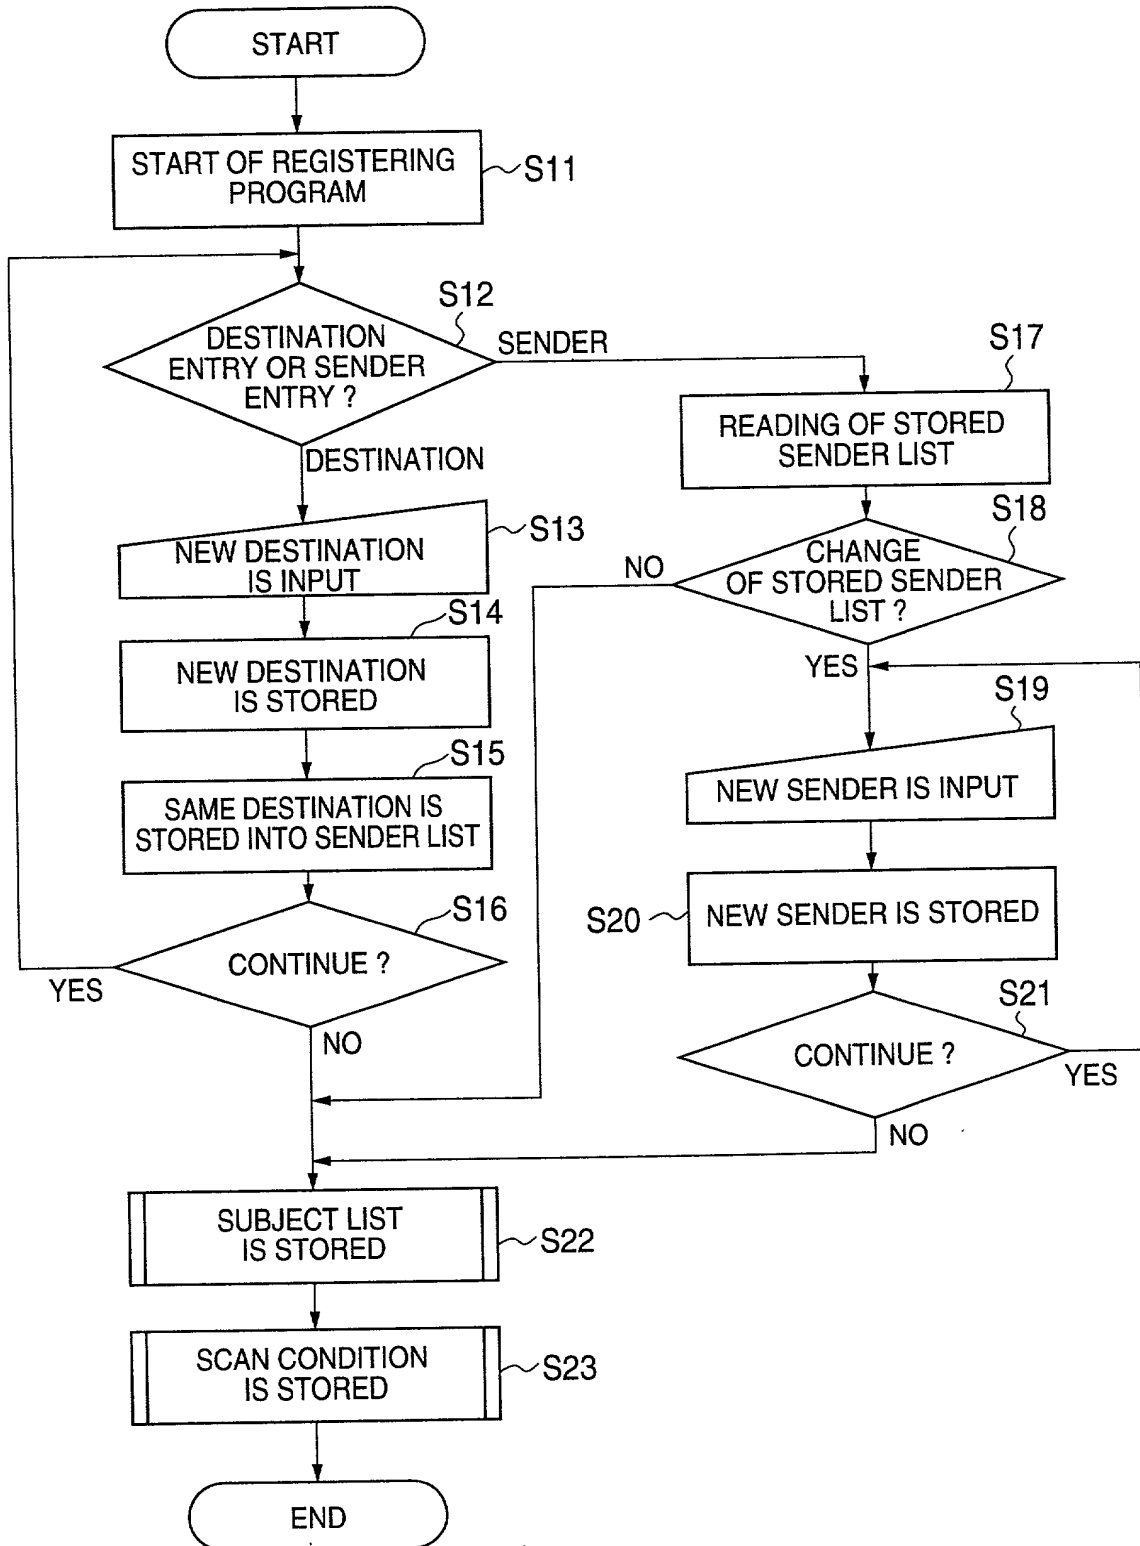 START
START OF REGISTERING
PROGRAM
S11
S12
DESTINATION
ENTRY OR SENDER
ENTRY ?
SENDER
DESTINATION
S13
NEW DESTINATION
IS INPUT
S14
NEW DESTINATION
IS STORED
S15
SAME DESTINATION IS
STORED INTO SENDER LIST
S16
CONTINUE ?
YES
NO
S17
READING OF STORED
SENDER LIST
S18
CHANGE
OF STORED SENDER
LIST ?
NO
YES
S19
NEW SENDER IS INPUT
S20
NEW SENDER IS STORED
S21
CONTINUE ?
YES
NO
SUBJECT LIST
IS STORED
S22
SCAN CONDITION
IS STORED
S23
END